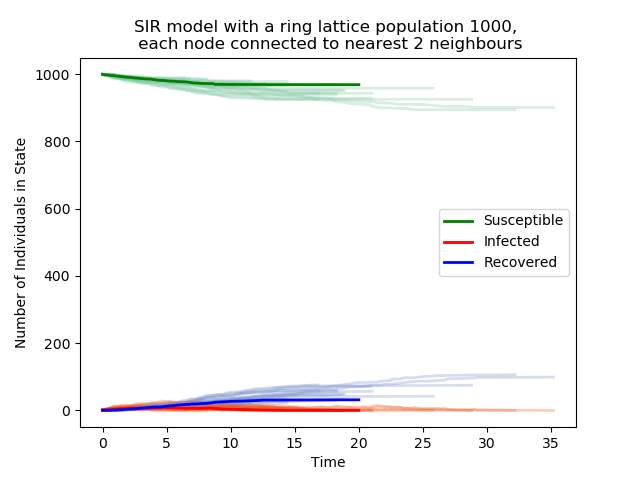 SIR model with a ring lattice population 1000,
each node connected to nearest 2 neighbours
1000
800
600
400
200
0
Number of Individuals in State
Susceptible
Infected
Recovered
0 5 10 15 20 25 30 35
Time